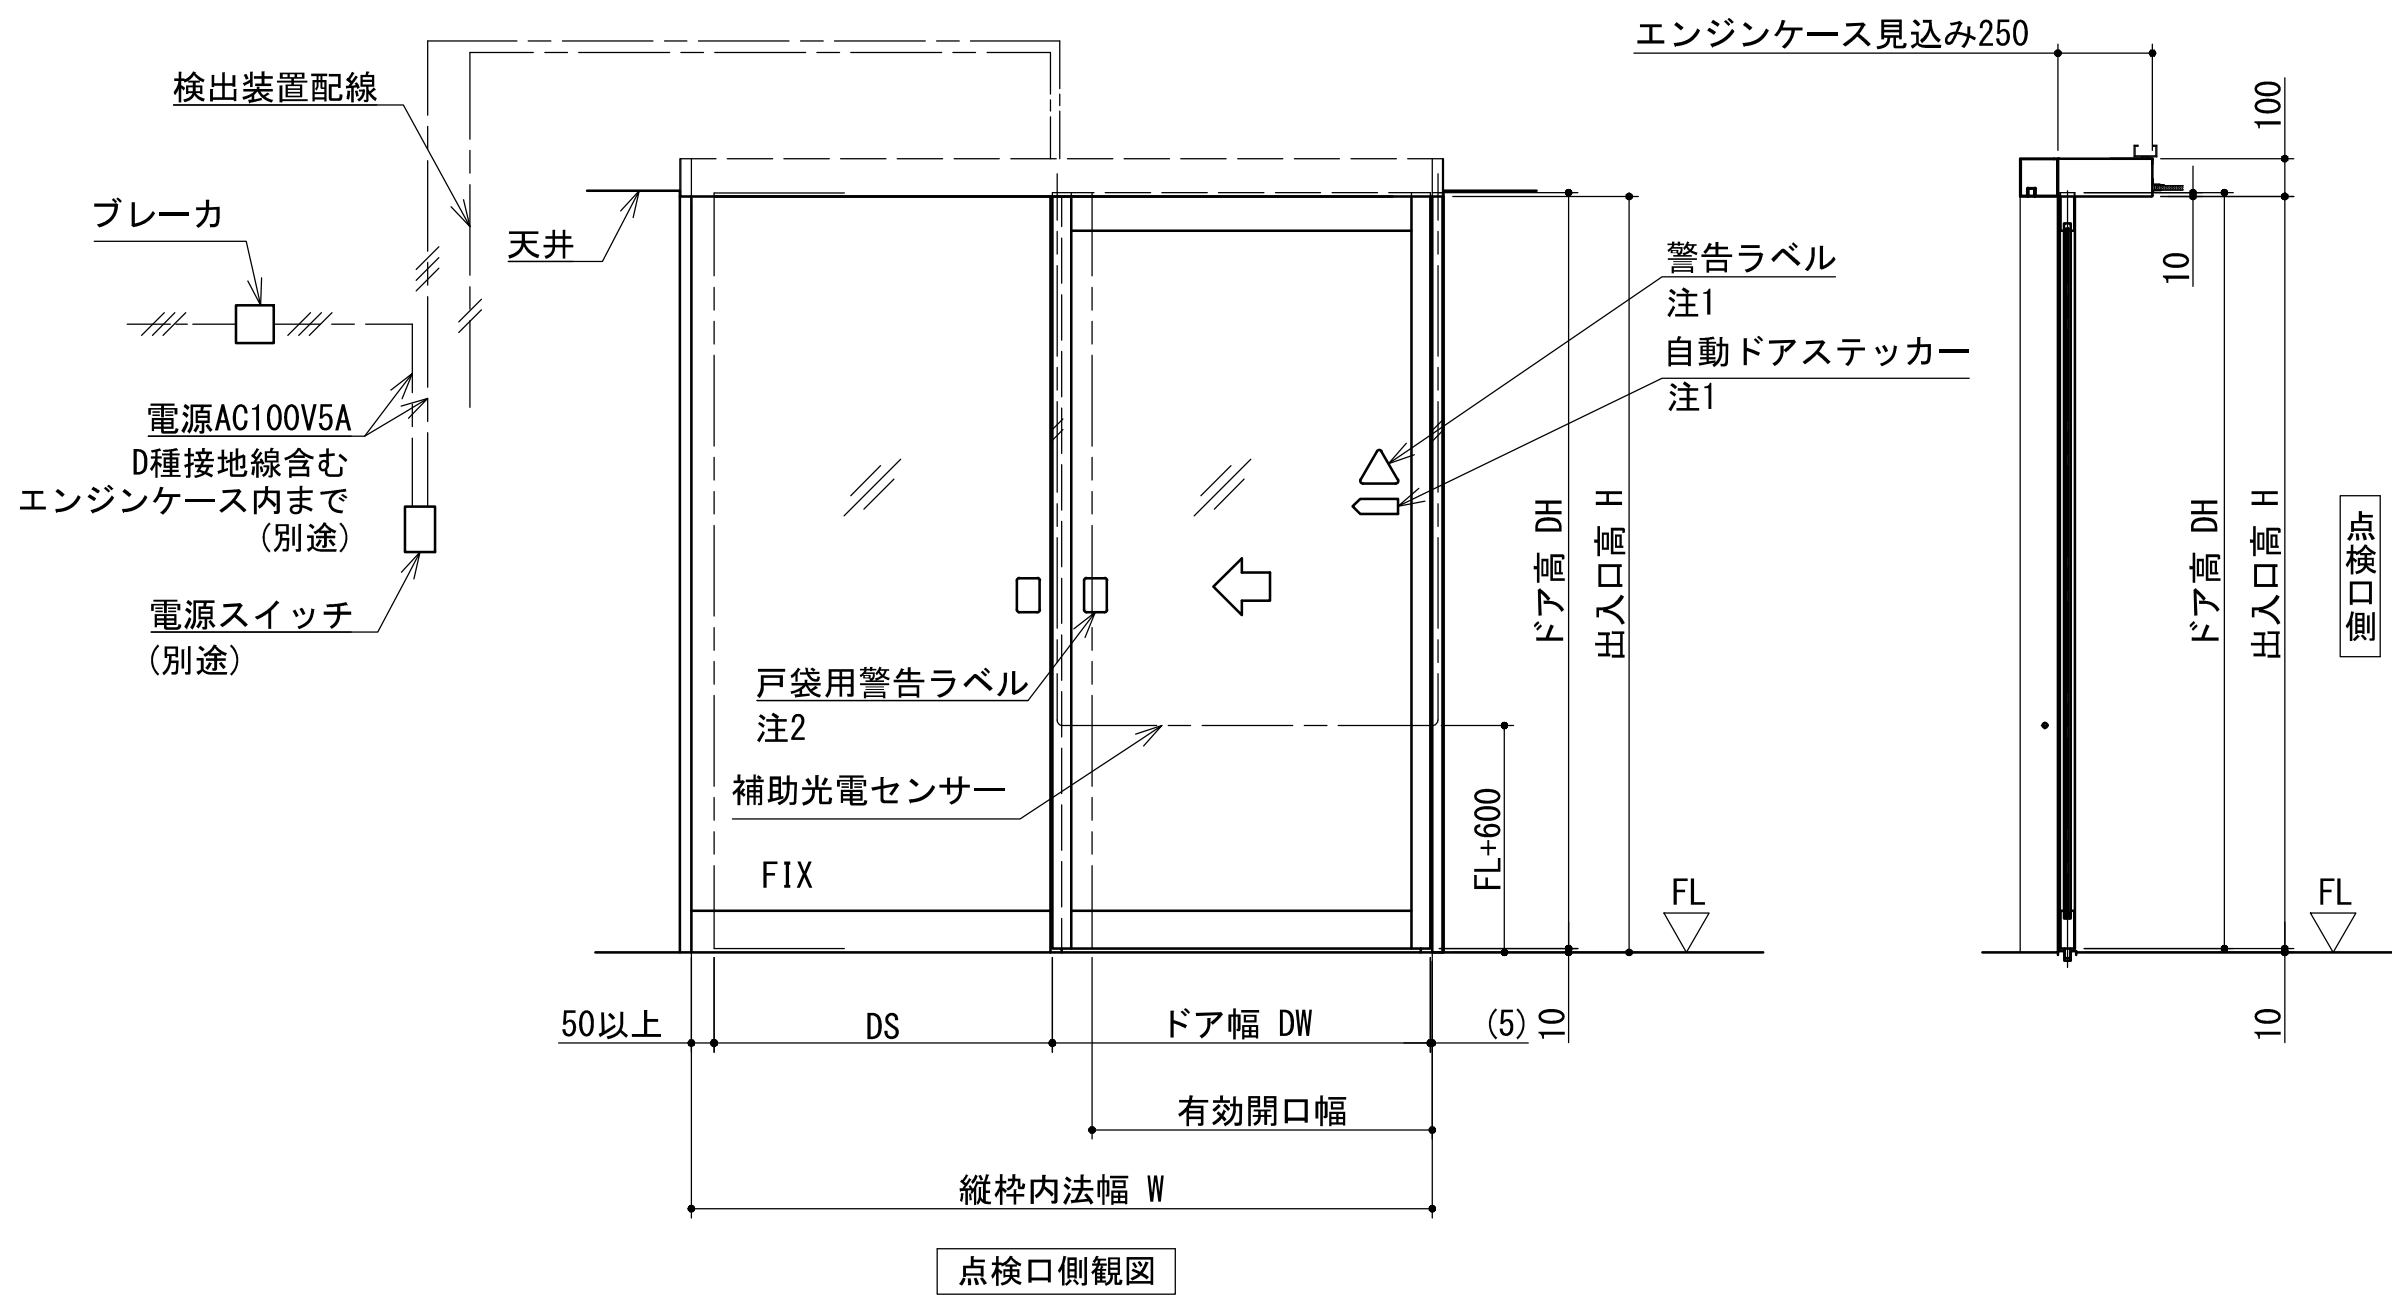 エンジンケース見込み250
検出装置配線
100
ブレーカ
天井
警告ラベル
注1
10
自動ドアステッカー
注1
電源AC100V5A
D種接地線含む
エンジンケース内まで
(別途)
電源スイッチ
(別途)
ドア高 DH
出入口高 H
ドア高 DH
出入口高 H
点検口側
戸袋用警告ラベル
注2
補助光電センサー
FL+600
FIX
FL
FL
50以上
DS
ドア幅 DW
(5)
10
10
有効開口幅
縦枠内法幅 W
点検口側観図